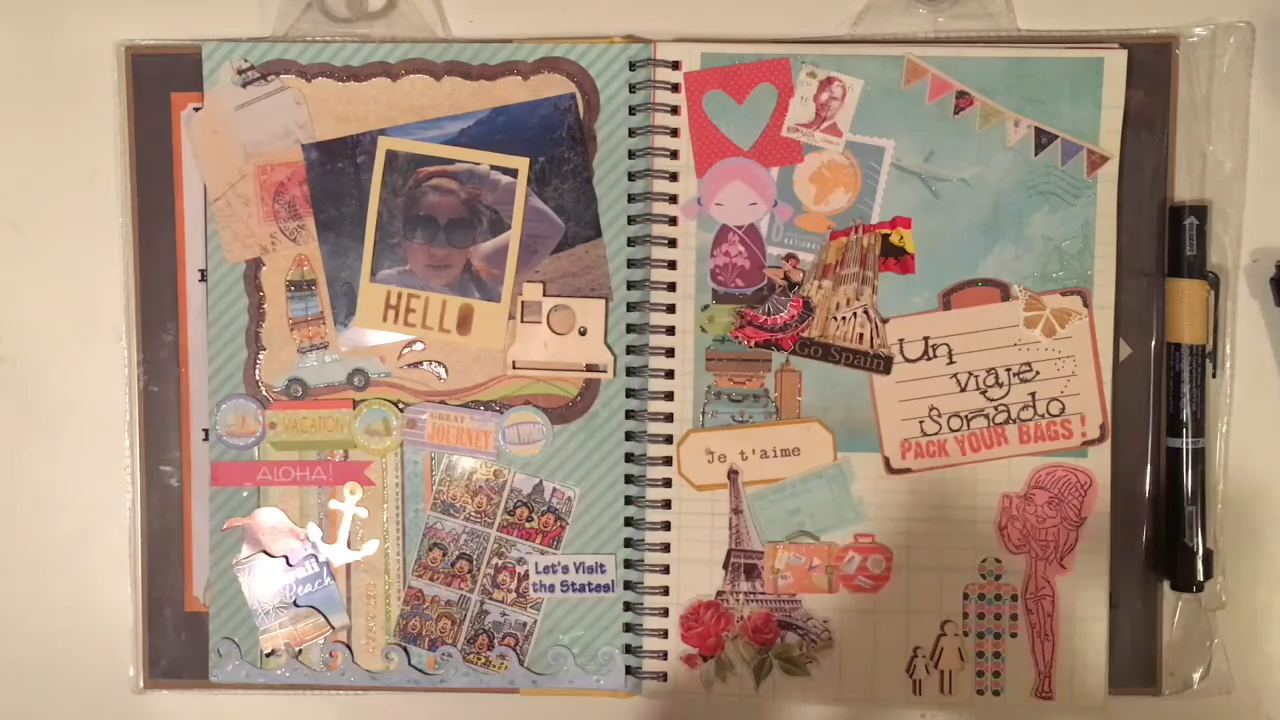 HELLO
VACATION
GREAT
JOURNEY
ALOHA!
Beach
Let's Visit
the States!
Go Spain
Un
viaje
Soñado
PACK YOUR BAGS!
Je t'aime